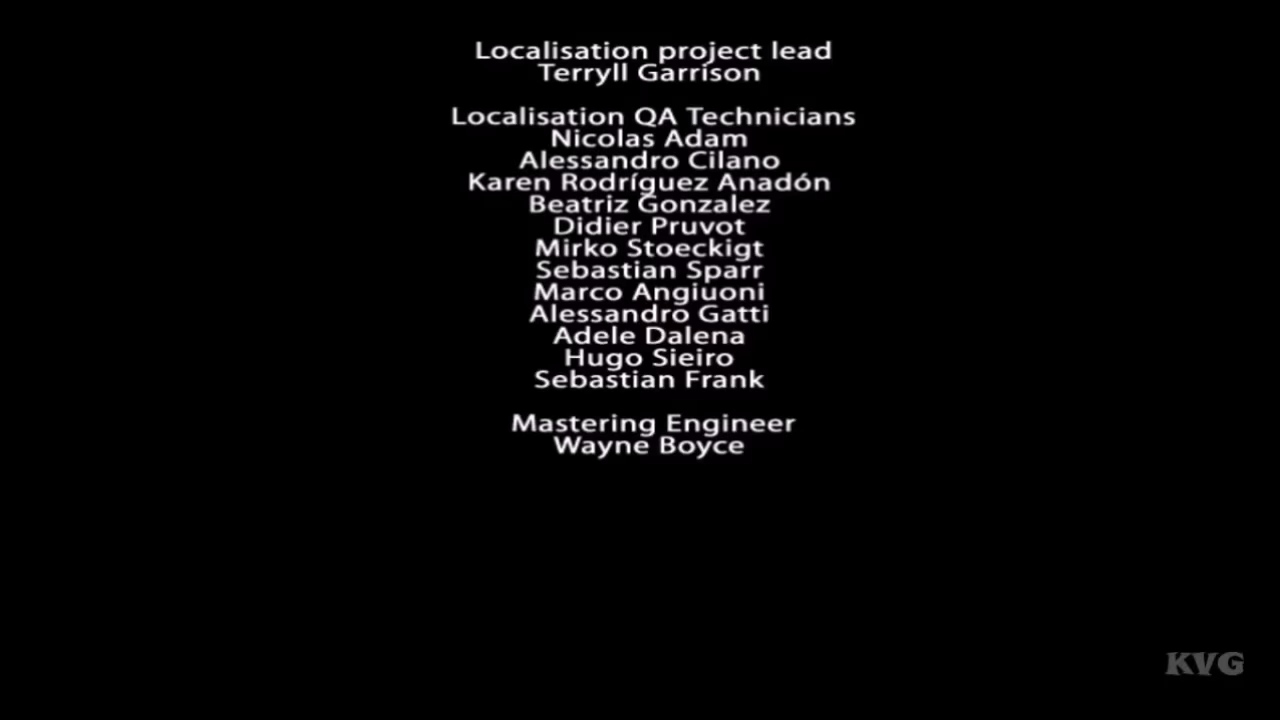 Localisation project lead
Terryll Garrison
Localisation QA Technicians
Nicolas Adam
Alessandro Cilano
Karen Rodríguez Anadón
Beatriz Gonzalez
Didier Pruvot
Mirko Stoeckigt
Sebastian Sparr
Marco Angiuoni
Alessandro Gatti
Adele Dalena
Hugo Sieiro
Sebastian Frank
Mastering Engineer
Wayne Boyce
KVG